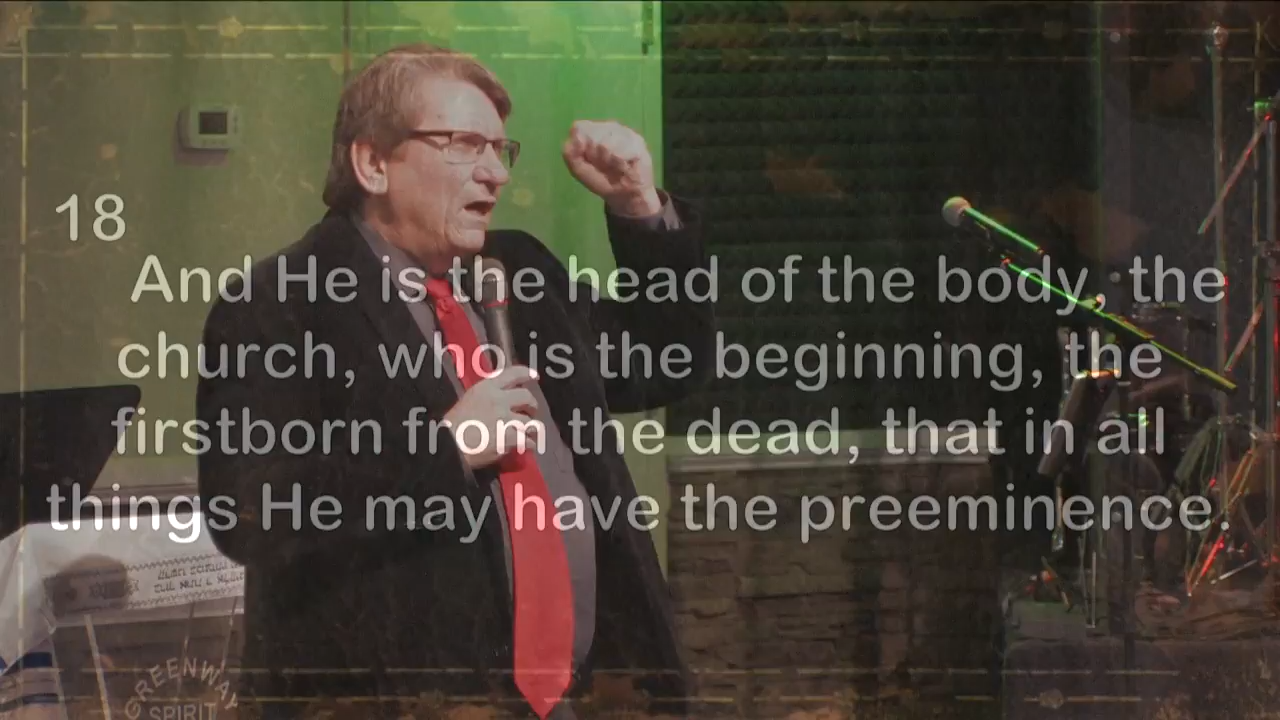 18
And He is the head of the body, the
church, who is the beginning, the
firstborn from the dead, that in all
things He may have the preeminence.
GREENWAY
SPIRIT